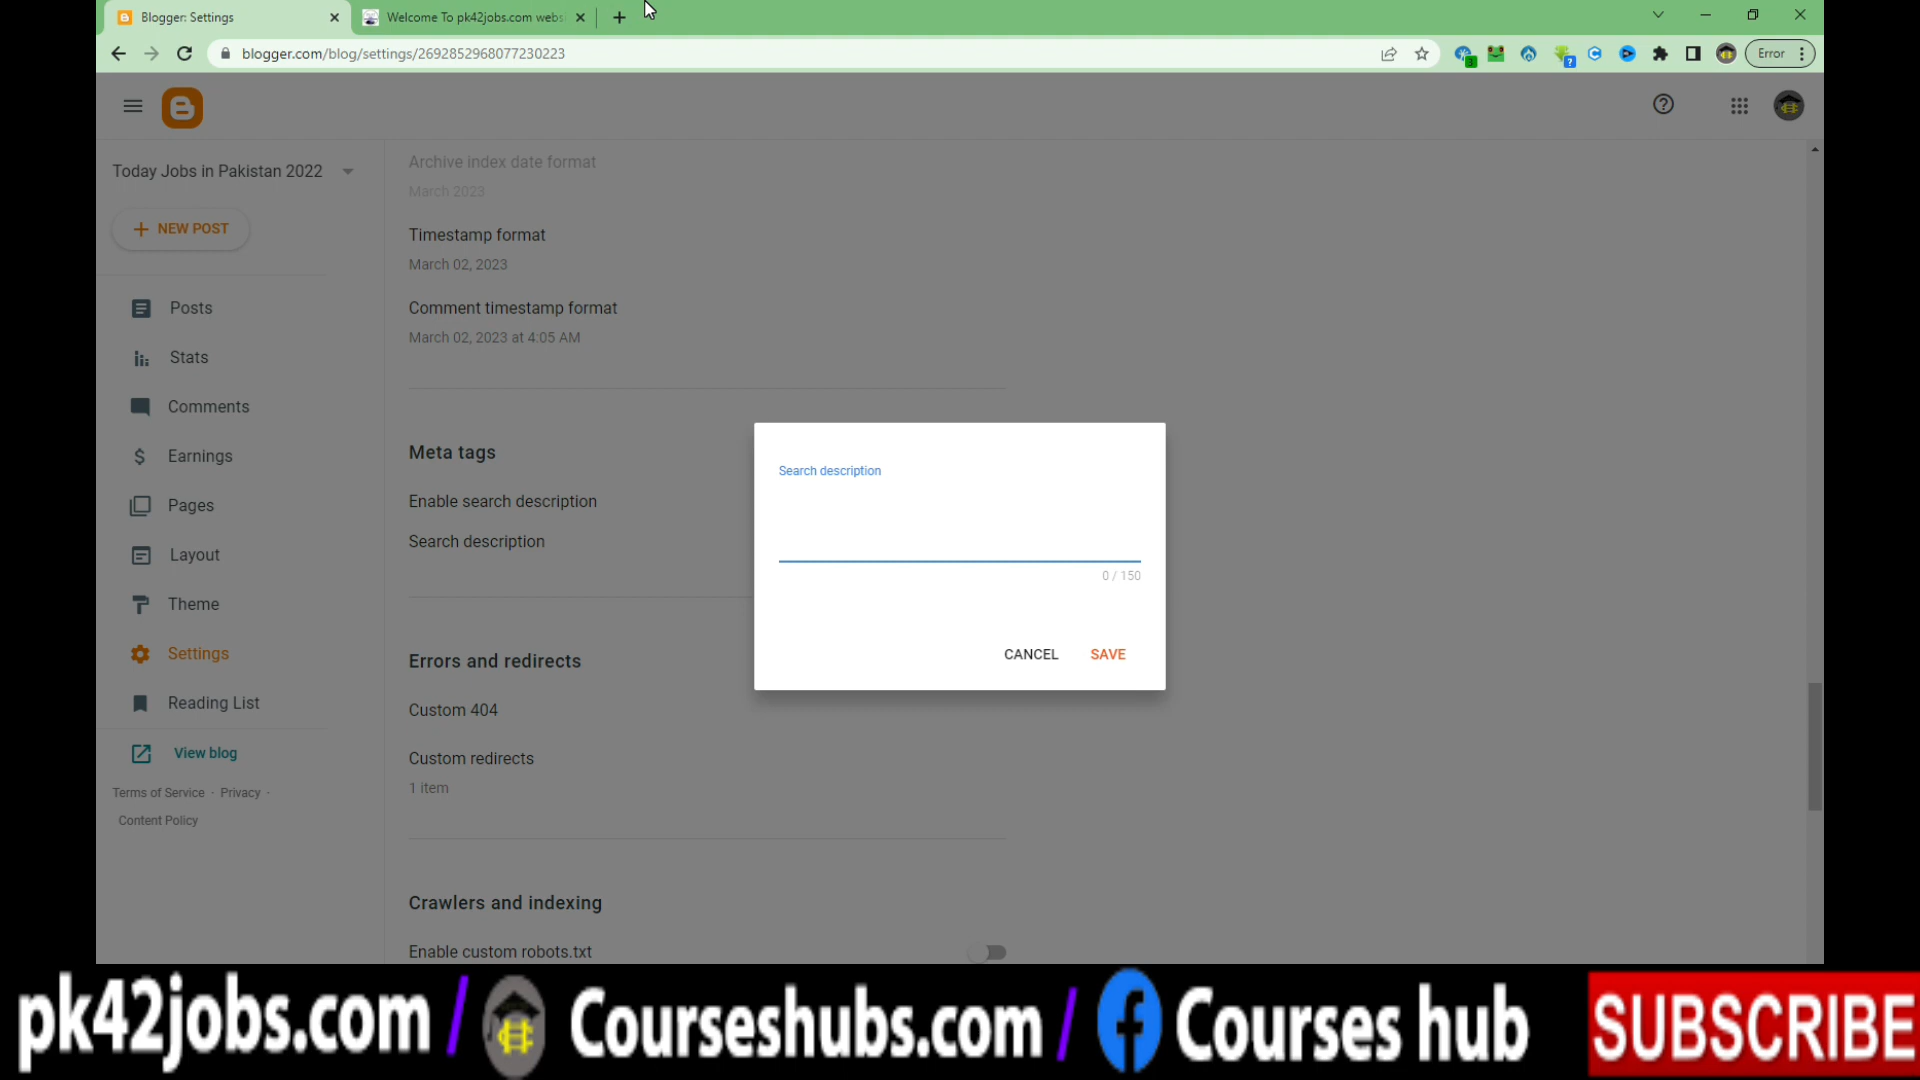 Blogger: Settings
Welcome To pk42jobs.com webs
blogger.com/blog/settings/2692852968077230223
Error
Today Jobs in Pakistan 2022
NEW POST
Posts
Stats
Comments
Earnings
Pages
Layout
Theme
Settings
Reading List
View blog
Terms of Service · Privacy ·
Content Policy
Archive index date format
March 2023
Timestamp format
March 02, 2023
Comment timestamp format
March 02, 2023 at 4:05 AM
Meta tags
Enable search description
Search description
Errors and redirects
Custom 404
Custom redirects
1 item
Crawlers and indexing
Enable custom robots.txt
Search description
0 / 150
CANCEL SAVE
pk42jobs.com / Courseshubs.com / Courses hub SUBSCRIBE